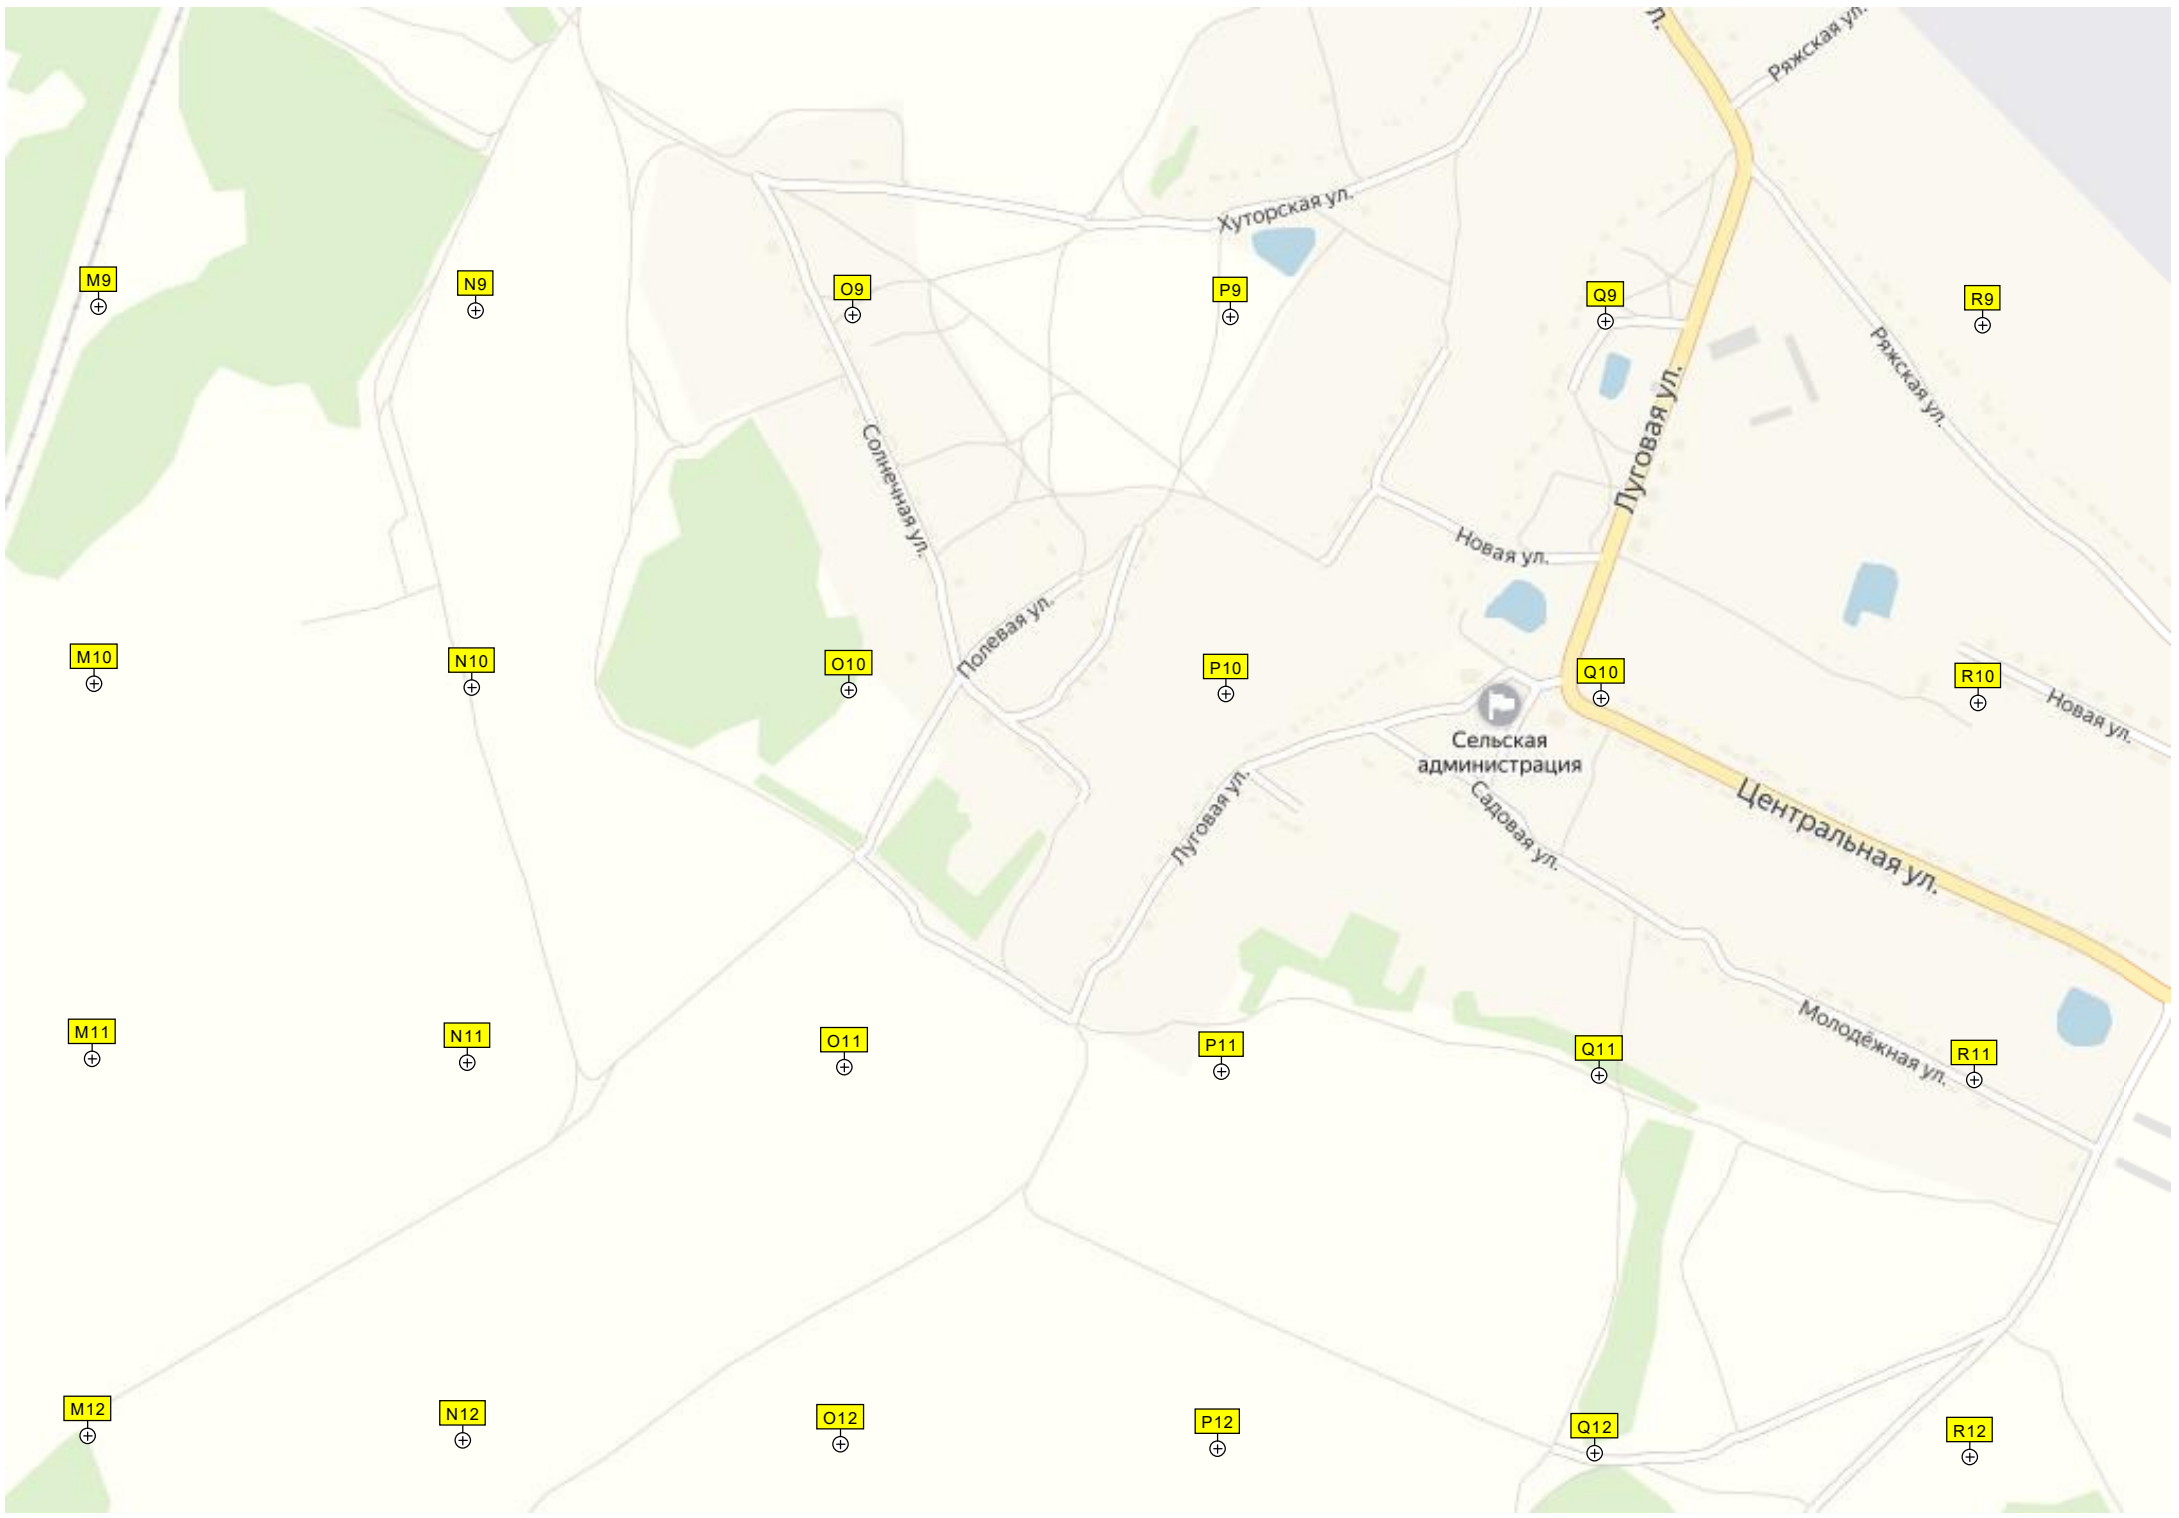 Л.
Ряжская ул.
Хуторская ул.
M9
N9
O9
P9
Q9
R9
Ряжская ул.
Луговая ул.
Солнечная ул.
Новая ул.
Полевая ул.
M10
N10
O10
P10
Q10
R10
Новая ул.
Сельская
администрация
Луговая ул.
Садовая ул.
Центральная ул.
M11
N11
O11
P11
Q11
R11
Молодёжная ул.
M12
N12
O12
P12
Q12
R12